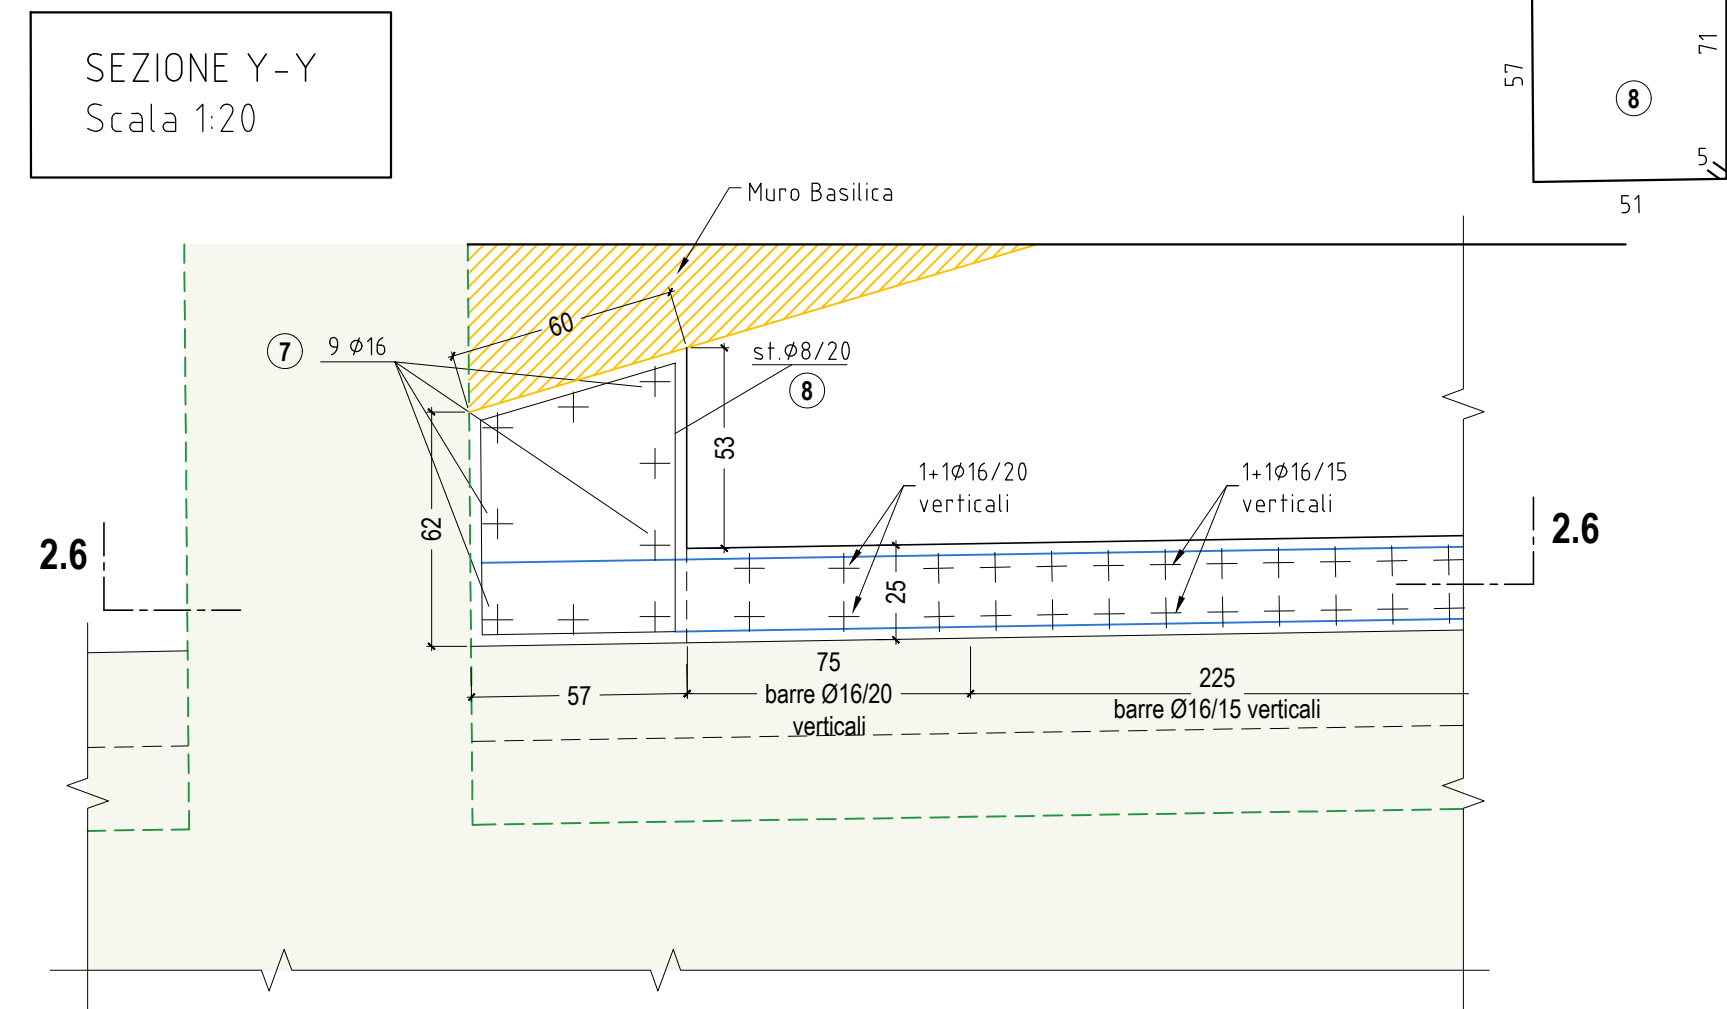 SEZIONE Y-Y
Scala 1:20
57
71
8
5
51
Muro Basilica
60
7
9 ø16
st.ø8/20
8
53
62
1+1ø16/20
verticali
1+1ø16/15
verticali
2.6
2.6
25
57
75
barre Ø16/20
verticali
225
barre Ø16/15 verticali